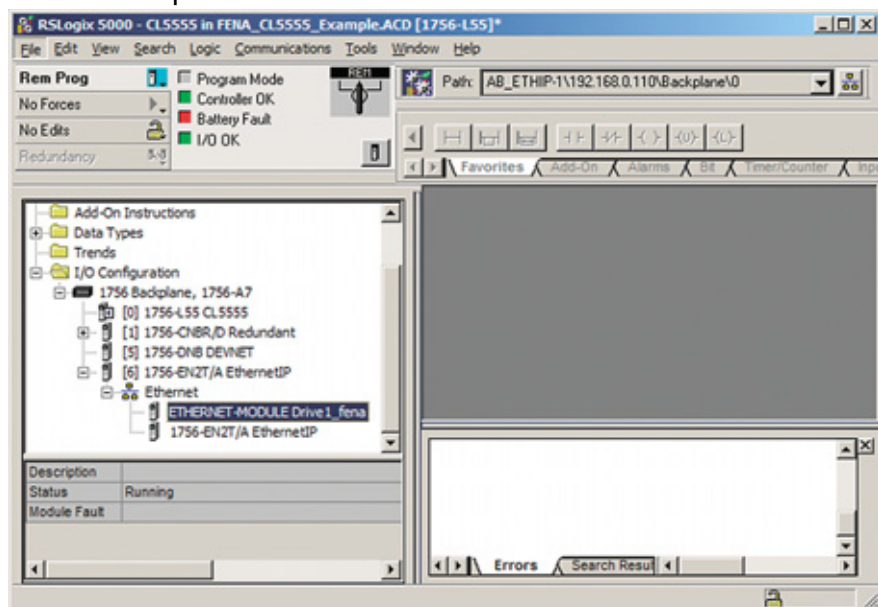 RSLogix 5000 - CL5555 in FENA_CL5555_Example.ACD [1756-L55]*
File Edit View Search Logic Communications Tools Window Help
Rem Prog
No Forces
No Edits
Redundancy
Program Mode
Controller OK
Battery Fault
I/O OK
REM
Path: AB_ETHIP-1\192.168.0.110\Backplane\0
Favorites Add-On Alarms Bit Timer/Counter
Add-On Instructions
Data Types
Trends
I/O Configuration
1756 Backplane, 1756-A7
[0] 1756-L55 CL5555
[1] 1756-CNBR/D Redundant
[5] 1756-DNB DEVNET
[6] 1756-EN2T/A EthernetIP
Ethernet
ETHERNET-MODULE Drive1_fena
1756-EN2T/A EthernetIP
Description
Status Running
Module Fault
Errors Search Resul